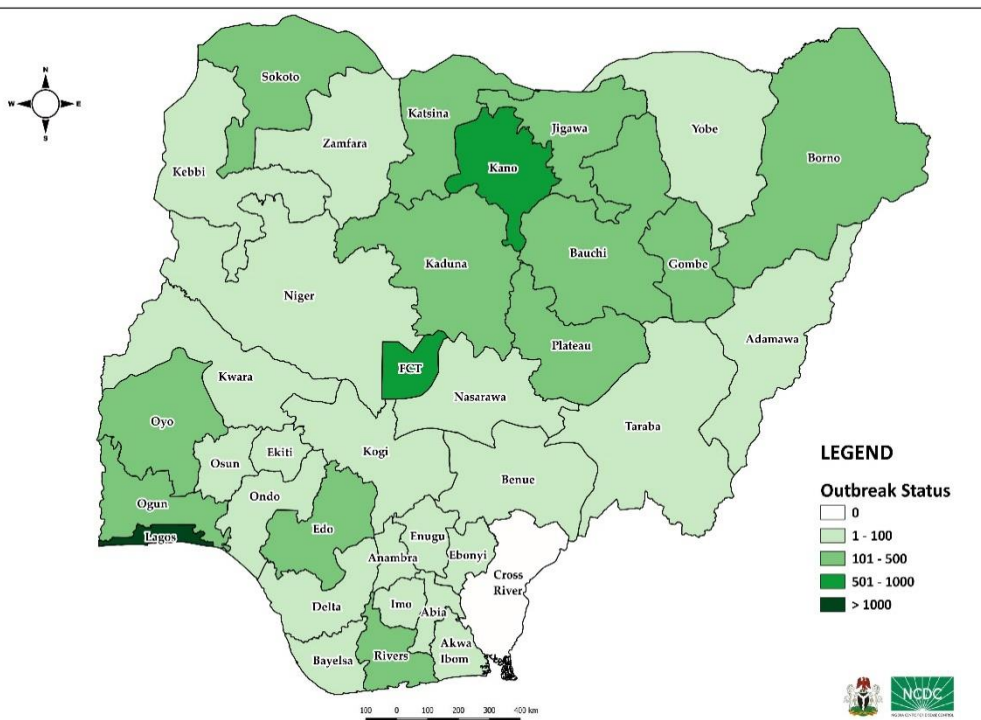 N
W E
S
Sokoto
Katsina
Jigawa
Yobe
Borno
Zamfara
Kano
Kebbi
Kaduna
Bauchi
Gombe
Niger
Plateau
Adamawa
FCT
Kwara
Nasarawa
Oyo
Taraba
Osun
Ekiti
Kogi
Benue
Ogun
Ondo
Edo
Lagos
Enugu
Anambra
Ebonyi
Cross
River
Delta
Imo
Abia
Akwa
Ibom
Bayelsa
Rivers
LEGEND
Outbreak Status
0
1 - 100
101 - 500
501 - 1000
> 1000
100 0 100 200 300 400 km
NCDC